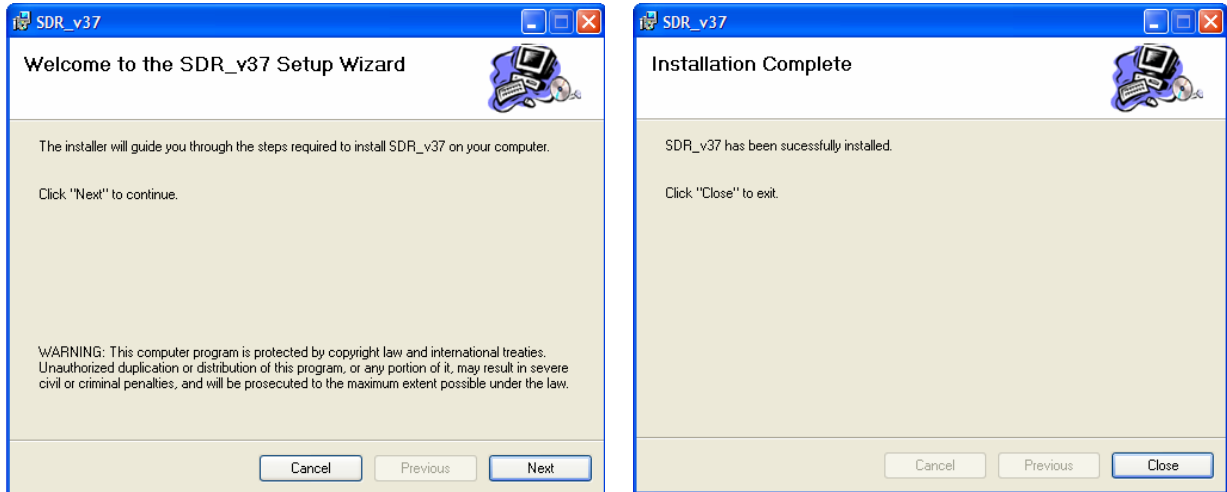 SDR_v37
Welcome to the SDR_v37 Setup Wizard
The installer will guide you through the steps required to install SDR_v37 on your computer.
Click "Next" to continue.
WARNING: This computer program is protected by copyright law and international treaties.
Unauthorized duplication or distribution of this program, or any portion of it, may result in severe
civil or criminal penalties, and will be prosecuted to the maximum extent possible under the law.
Cancel
Previous
Next
SDR_v37
Installation Complete
SDR_v37 has been sucessfully installed.
Click "Close" to exit.
Cancel
Previous
Close